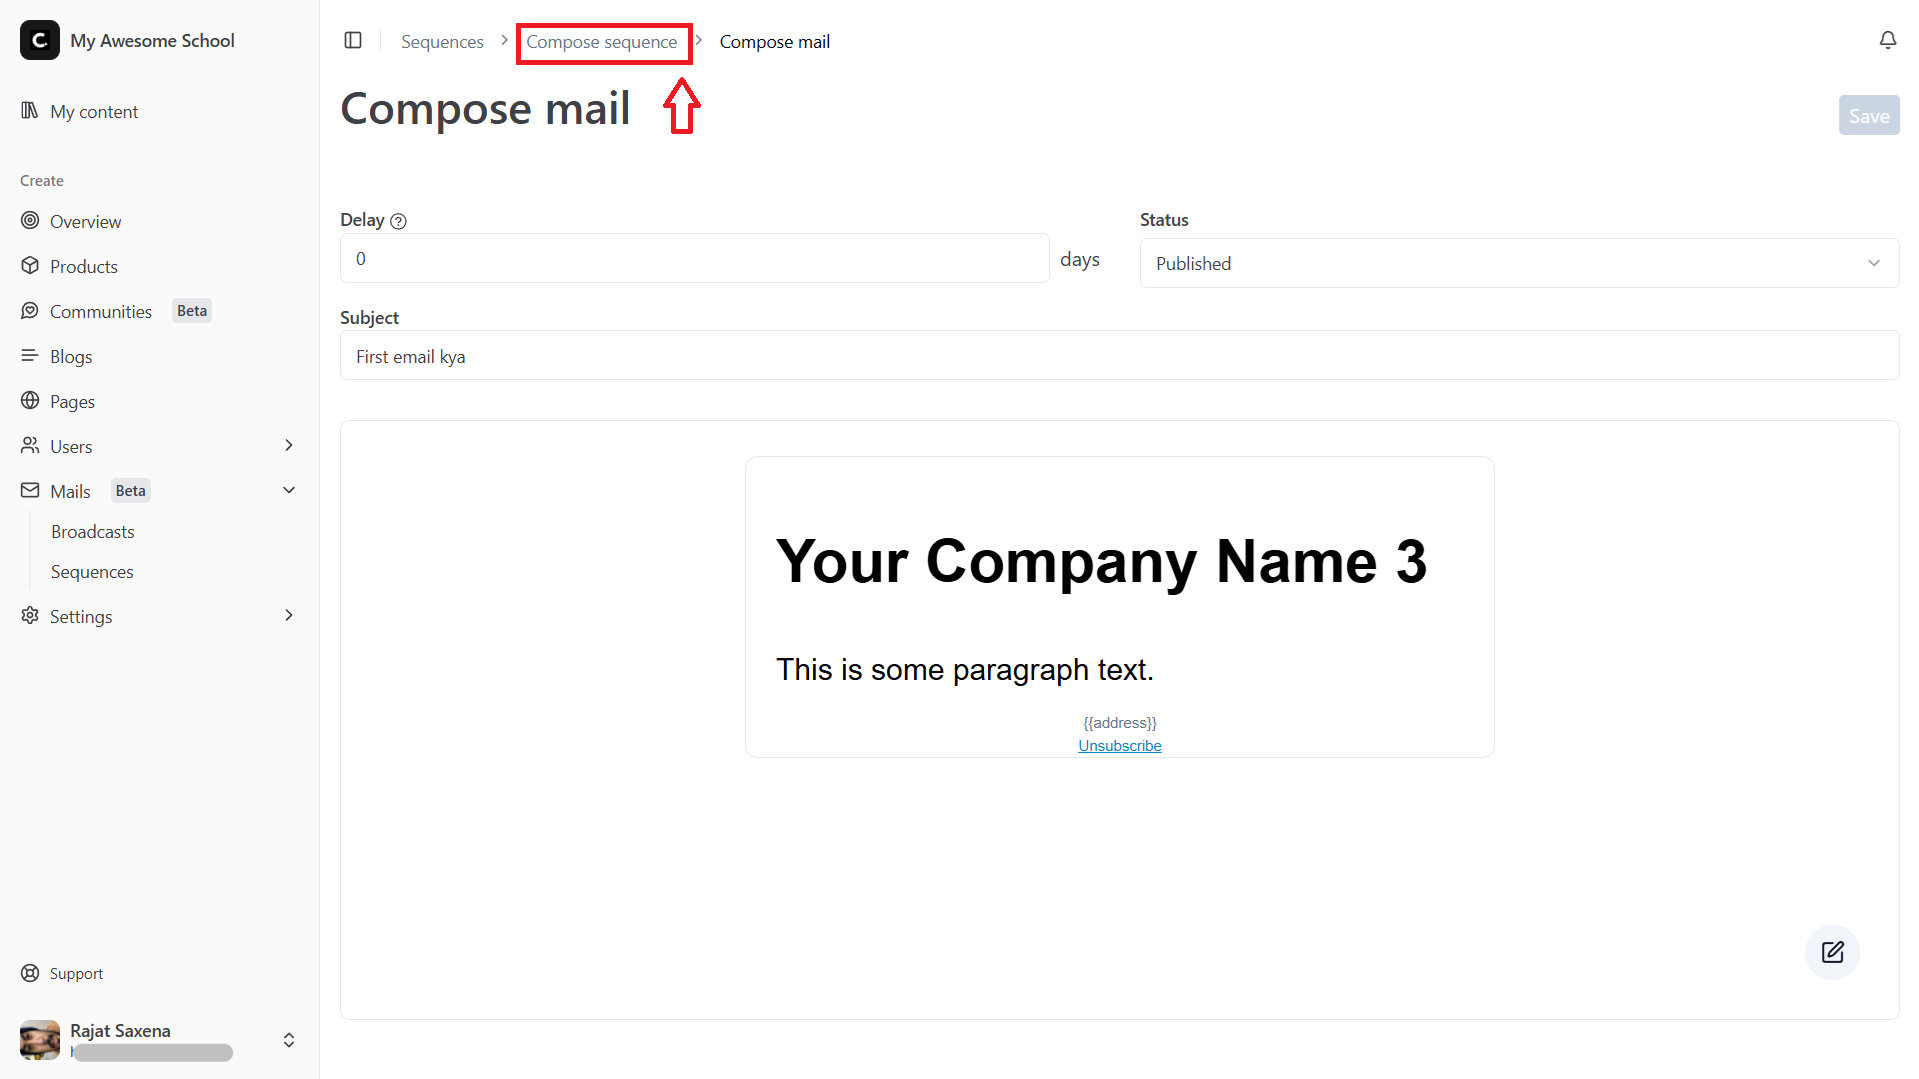 C.
My Awesome School
My content
Create
Overview
Products
Communities Beta
Blogs
Pages
Users
Mails Beta
Broadcasts
Sequences
Settings
Support
Rajat Saxena
Sequences > Compose sequence > Compose mail
Compose mail
Save
Delay
0 days
Status
Published
Subject
First email kya
Your Company Name 3
This is some paragraph text.
{{address}}
Unsubscribe